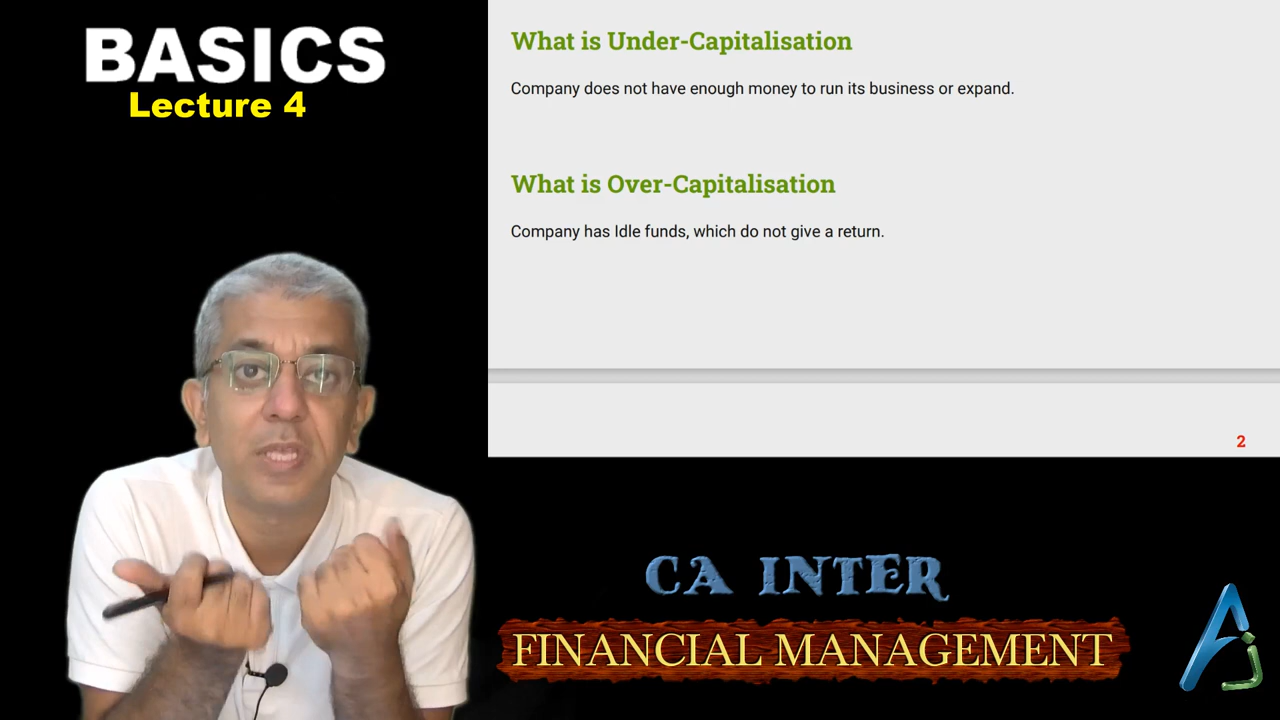 BASICS
Lecture 4
What is Under-Capitalisation
Company does not have enough money to run its business or expand.
What is Over-Capitalisation
Company has Idle funds, which do not give a return.
2
CA INTER
FINANCIAL MANAGEMENT
AJ